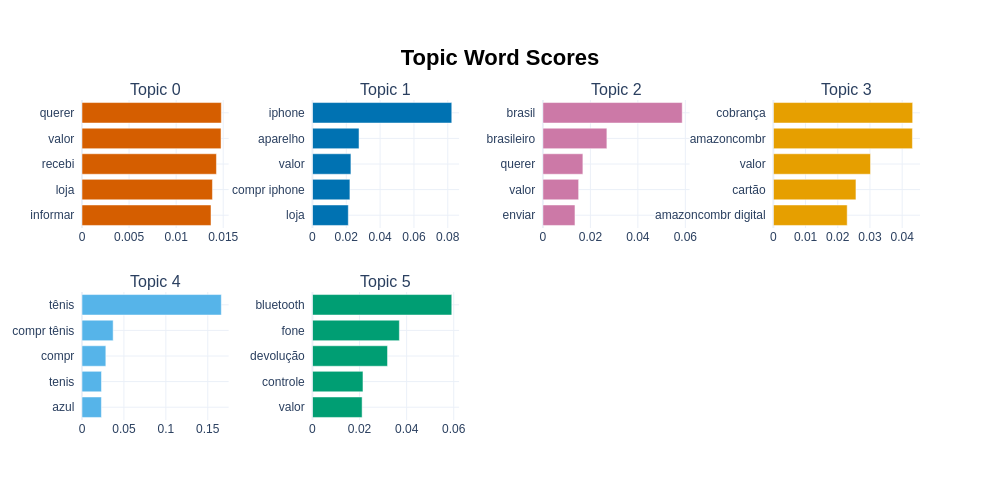 Topic Word Scores
Topic 0
querer
valor
recebi
loja
informar
0 0.005 0.01 0.015
Topic 1
iphone
aparelho
valor
compr iphone
loja
0 0.02 0.04 0.06 0.08
Topic 2
brasil
brasileiro
querer
valor
enviar
0 0.02 0.04 0.06
Topic 3
cobrança
amazoncombr
valor
cartão
amazoncombr digital
0 0.01 0.02 0.03 0.04
Topic 4
tênis
compr tênis
compr
tenis
azul
0 0.05 0.1 0.15
Topic 5
bluetooth
fone
devolução
controle
valor
0 0.02 0.04 0.06